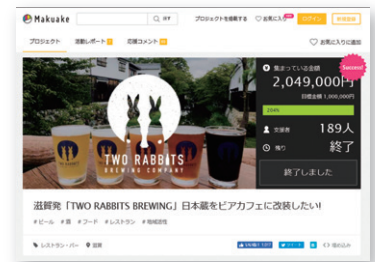 Makuake
プロジェクトを掲載する
お気に入り
ログイン
プロジェクト
活動レポート
応援コメント
お気に入りに追加
集まっている金額
Success!
2,049,000円
目標金額 1,000,000円
204%
支援者
189人
残り
終了
終了しました
TWO RABBITS
BREWING COMPANY
滋賀発「TWO RABBITS BREWING」日本蔵をビアカフェに改装したい!
#ビール #酒 #フード #レストラン #地域活性
レストラン・バー 滋賀
埋め込み